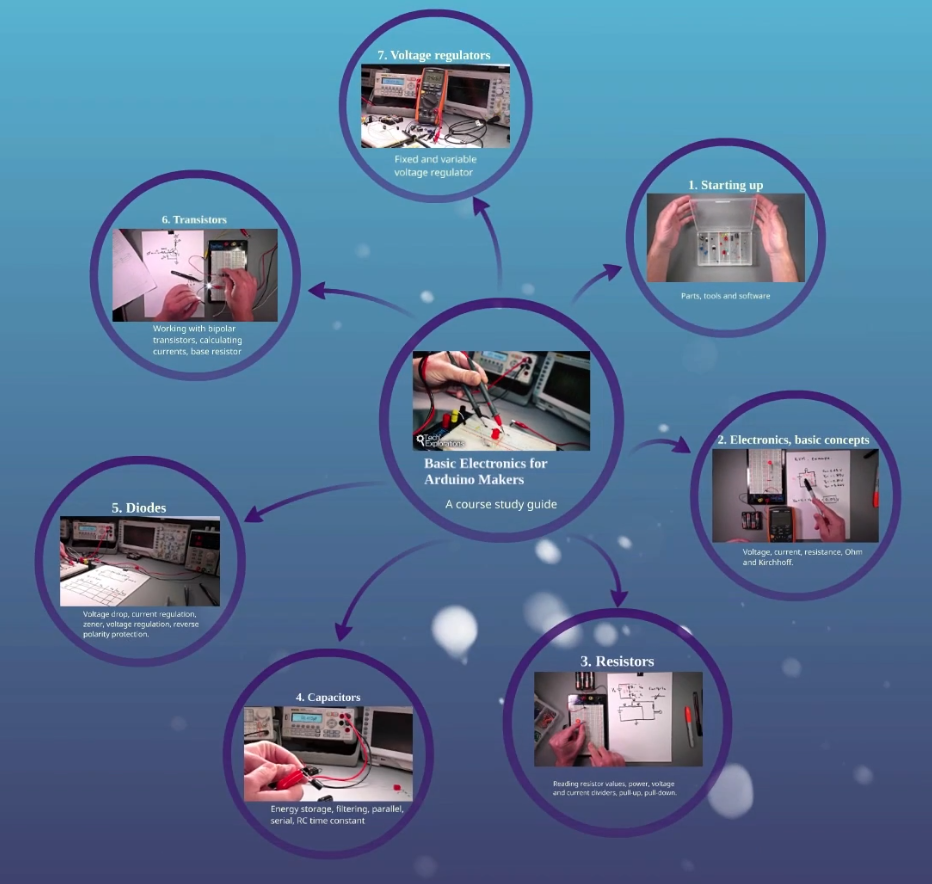 7. Voltage regulators
Fixed and variable
voltage regulator
1. Starting up
Parts, tools and software
6. Transistors
Working with bipolar
transistors, calculating
currents, base resistor
Tech
Explorations
Basic Electronics for
Arduino Makers
A course study guide
2. Electronics, basic concepts
Voltage, current, resistance, Ohm
and Kirchhoff.
5. Diodes
Voltage drop, current regulation,
zener, voltage regulation, reverse
polarity protection.
3. Resistors
Reading resistor values, power, voltage
and current dividers, pull-up, pull-down.
4. Capacitors
Energy storage, filtering, parallel,
serial, RC time constant